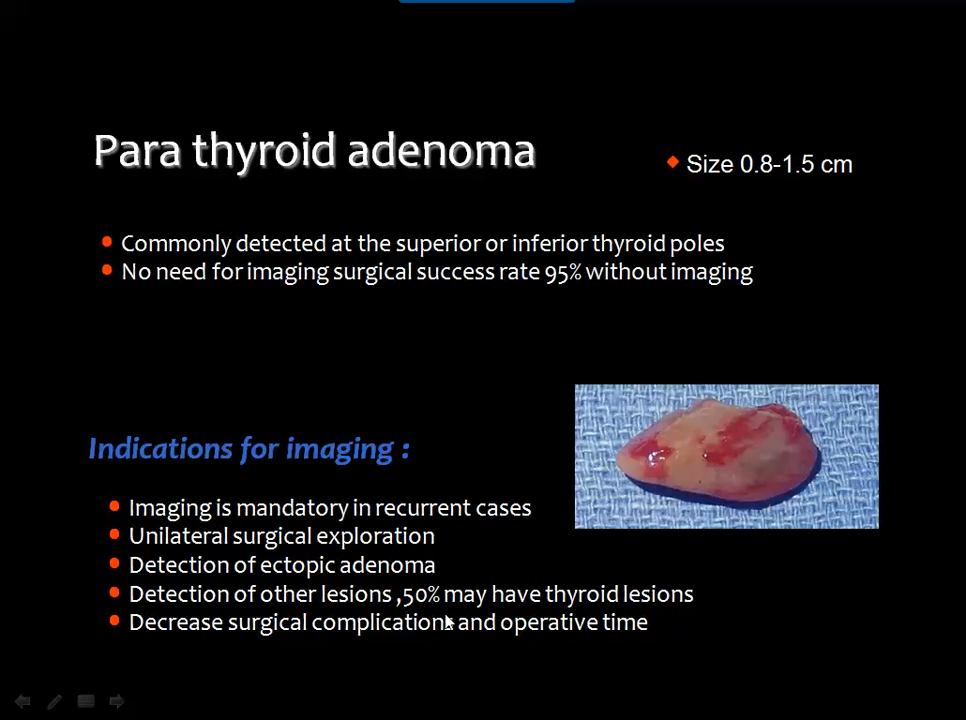 Para thyroid adenoma
Size 0.8-1.5 cm
Commonly detected at the superior or inferior thyroid poles
No need for imaging surgical success rate 95% without imaging
Indications for imaging :
Imaging is mandatory in recurrent cases
Unilateral surgical exploration
Detection of ectopic adenoma
Detection of other lesions ,50% may have thyroid lesions
Decrease surgical complications and operative time